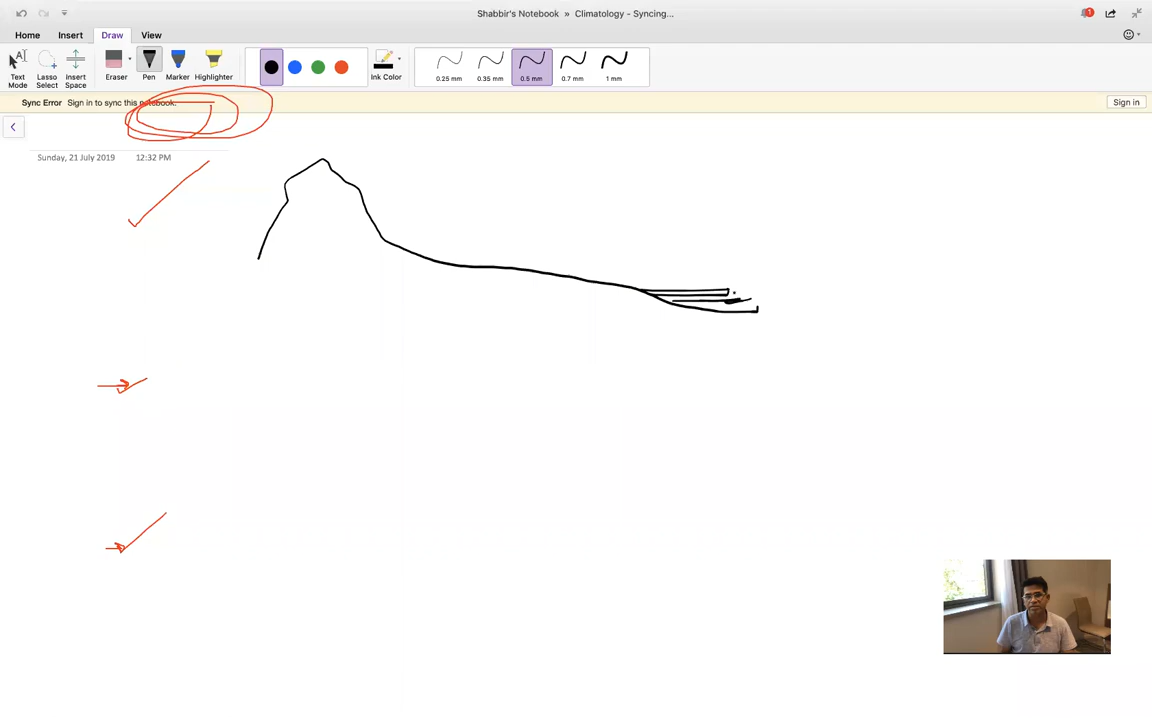 Shabbir's Notebook » Climatology - Syncing...
Home Insert Draw View
Text Mode
Lasso Select
Insert Space
Eraser
Pen
Marker
Highlighter
Ink Color
0.25 mm
0.35 mm
0.5 mm
0.7 mm
1 mm
1
Sync Error Sign in to sync this notebook.
Sign in
Sunday, 21 July 2019 12:32 PM